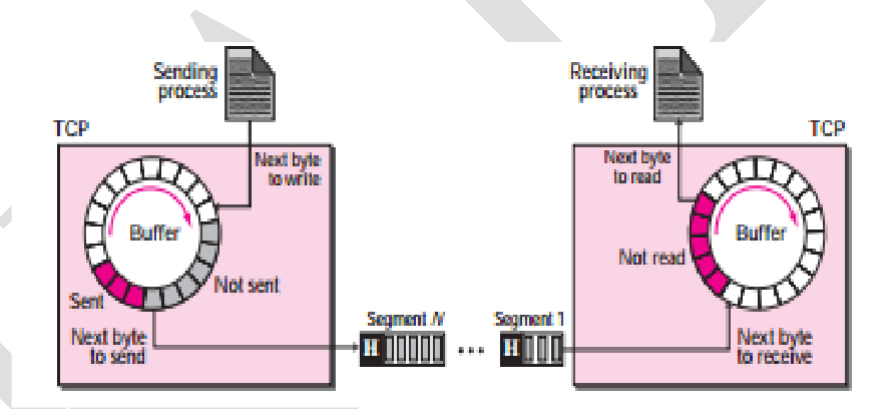 Sending
process
Receiving
process
TCP
TCP
Next byte
to write
Next byte
to read
Buffer
Buffer
Not read
Not sent
Sent
Segment N
Segment 1
Next byte
to send
H
...
H
Next byte
to receive